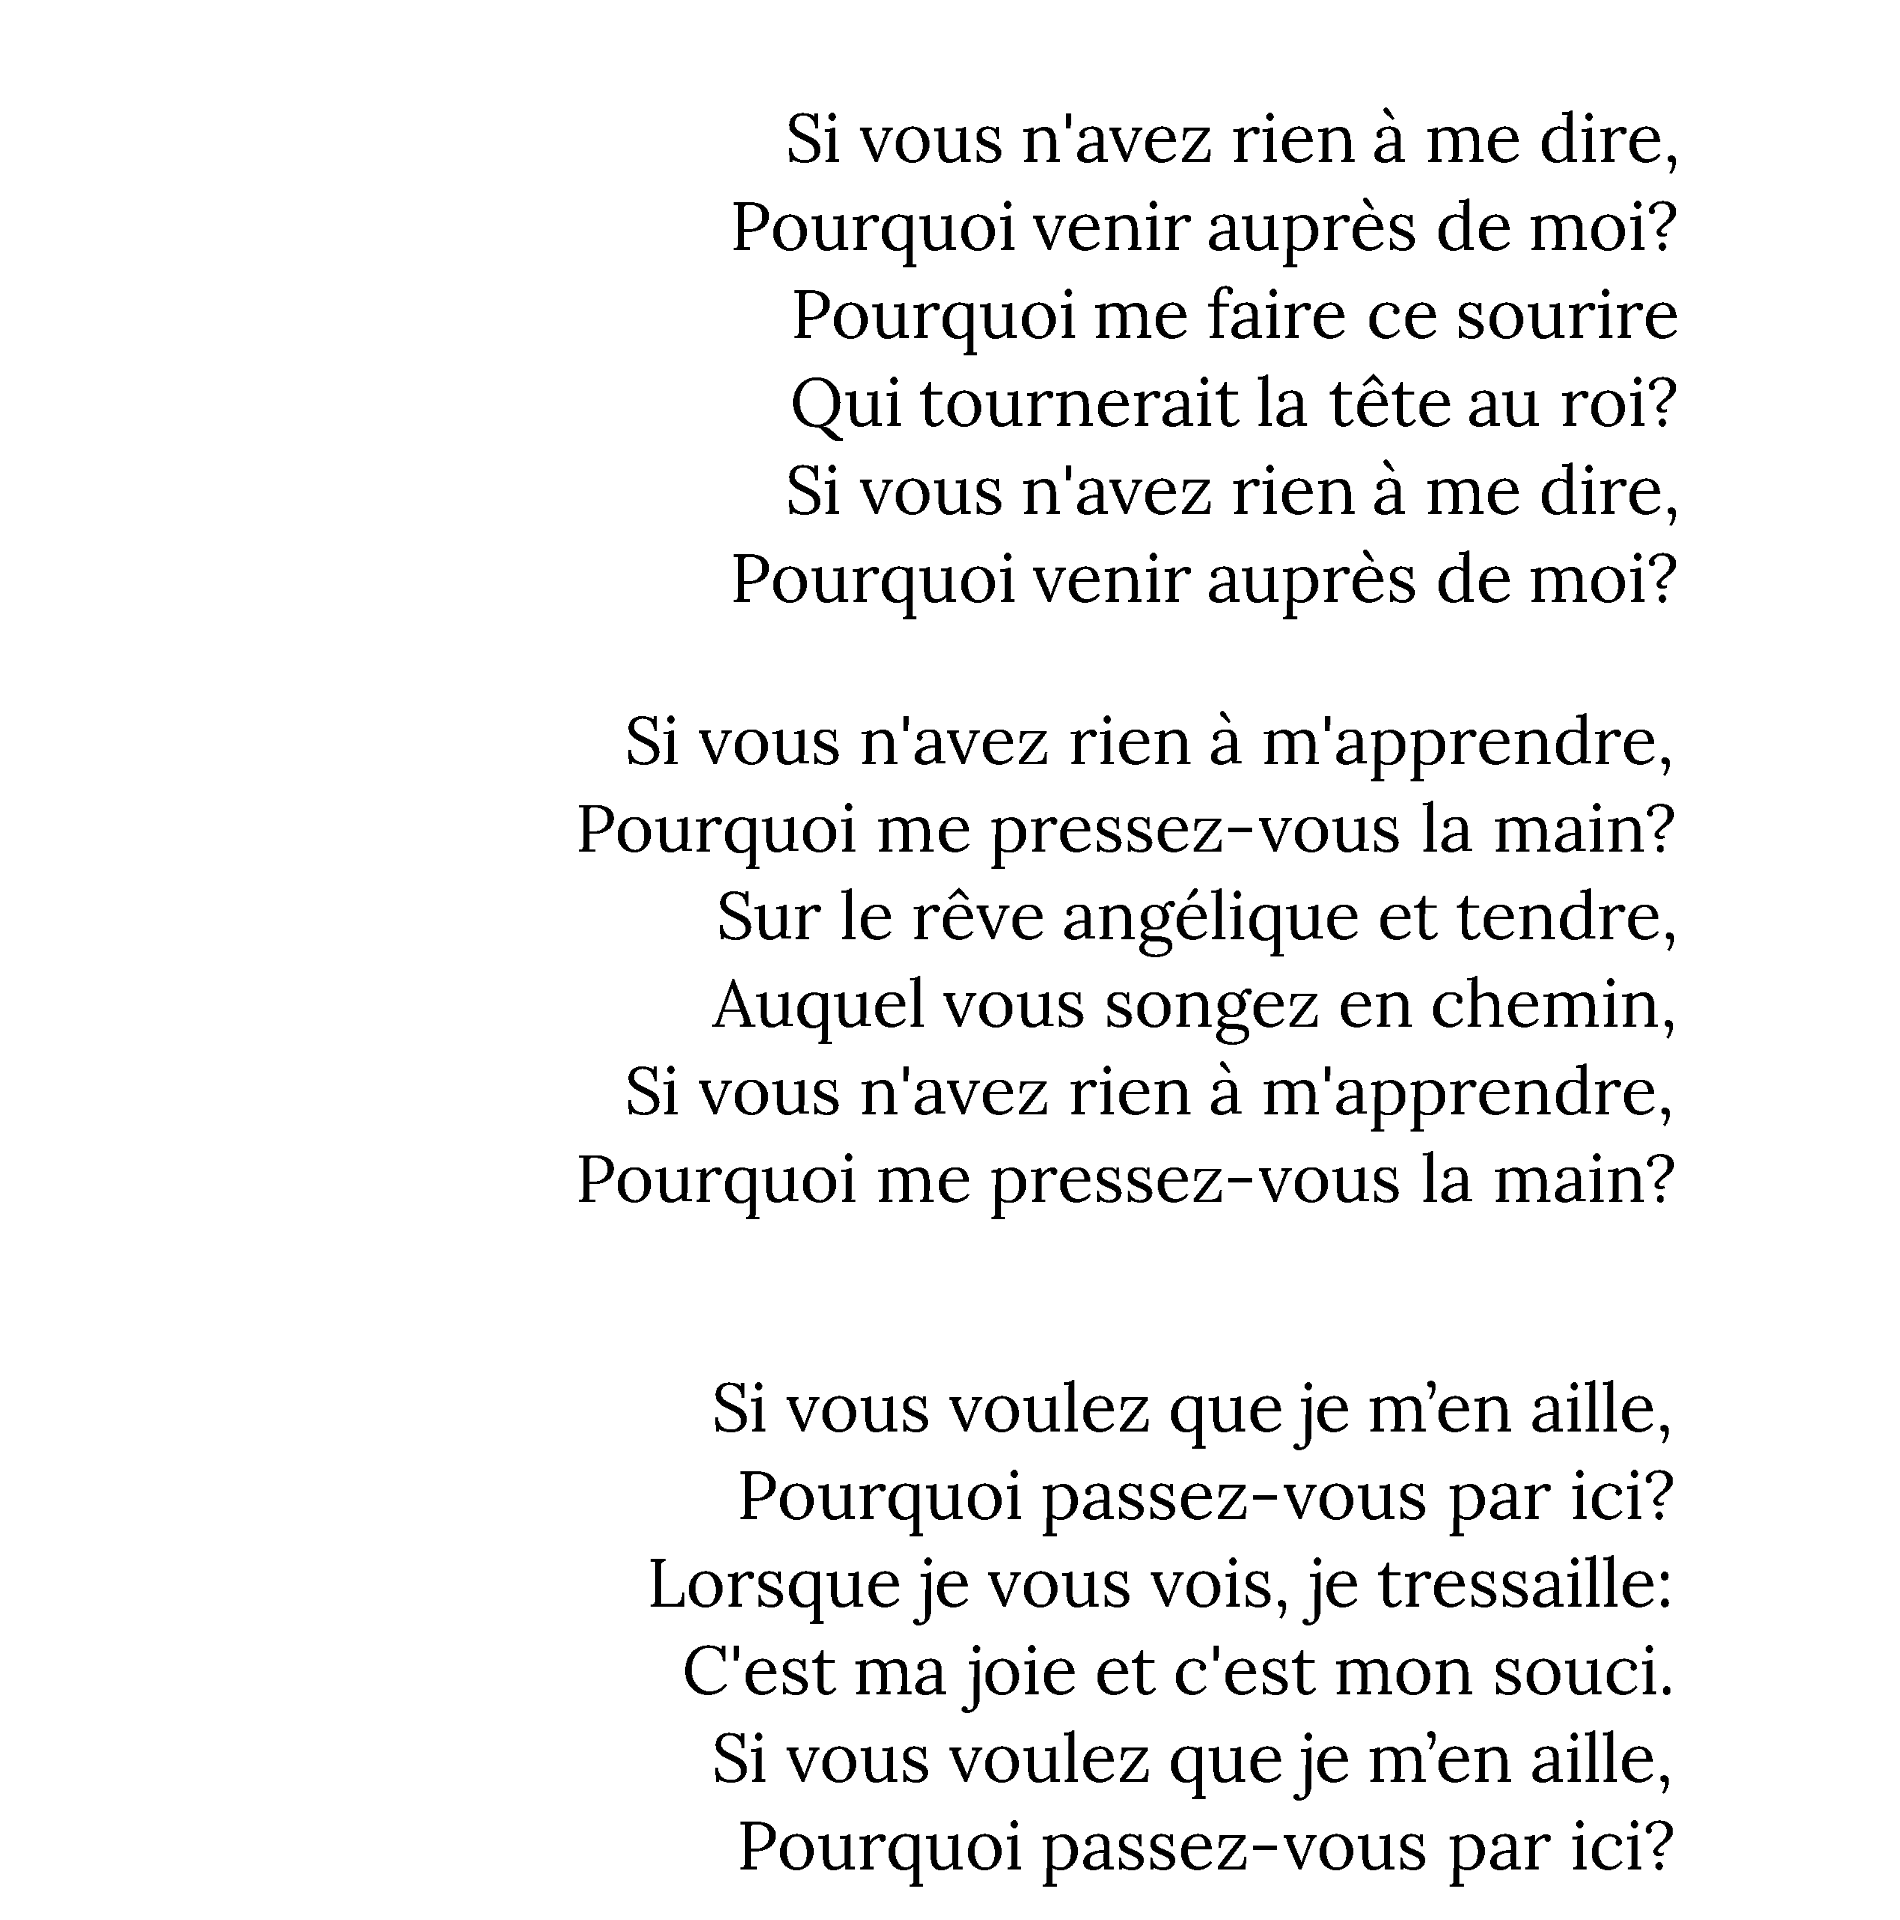 Si vous n'avez rien à me dire,
Pourquoi venir auprès de moi?
Pourquoi me faire ce sourire
Qui tournerait la tête au roi?
Si vous n'avez rien à me dire,
Pourquoi venir auprès de moi?

Si vous n'avez rien à m'apprendre,
Pourquoi me pressez-vous la main?
Sur le rêve angélique et tendre,
Auquel vous songez en chemin,
Si vous n'avez rien à m'apprendre,
Pourquoi me pressez-vous la main?

Si vous voulez que je m’en aille,
Pourquoi passez-vous par ici?
Lorsque je vous vois, je tressaille:
C'est ma joie et c'est mon souci.
Si vous voulez que je m’en aille,
Pourquoi passez-vous par ici?